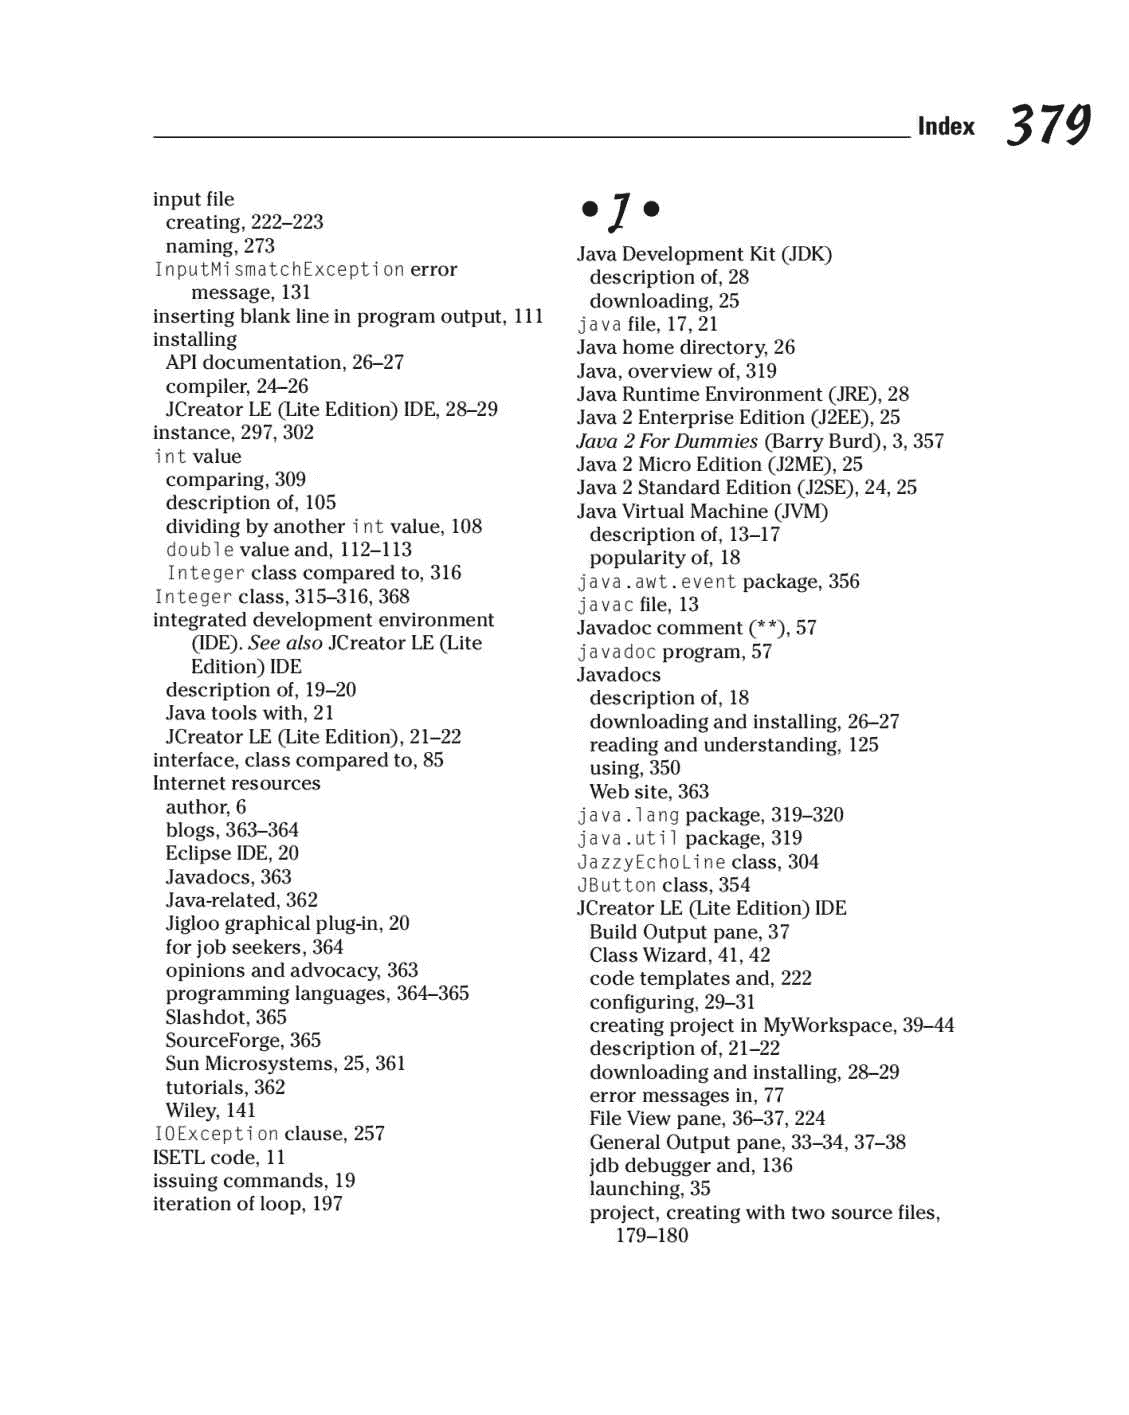 Index 379
input file
creating, 222–223
naming, 273
InputMismatchException error
message, 131
inserting blank line in program output, 111
installing
API documentation, 26–27
compiler, 24–26
JCreator LE (Lite Edition) IDE, 28–29
instance, 297, 302
int value
comparing, 309
description of, 105
dividing by another int value, 108
double value and, 112–113
Integer class compared to, 316
Integer class, 315–316, 368
integrated development environment
(IDE). See also JCreator LE (Lite
Edition) IDE
description of, 19–20
Java tools with, 21
JCreator LE (Lite Edition), 21–22
interface, class compared to, 85
Internet resources
author, 6
blogs, 363–364
Eclipse IDE, 20
Javadocs, 363
Java-related, 362
Jigloo graphical plug-in, 20
for job seekers, 364
opinions and advocacy, 363
programming languages, 364–365
Slashdot, 365
SourceForge, 365
Sun Microsystems, 25, 361
tutorials, 362
Wiley, 141
IOException clause, 257
ISETL code, 11
issuing commands, 19
iteration of loop, 197
• J •
Java Development Kit (JDK)
description of, 28
downloading, 25
java file, 17, 21
Java home directory, 26
Java, overview of, 319
Java Runtime Environment (JRE), 28
Java 2 Enterprise Edition (J2EE), 25
Java 2 For Dummies (Barry Burd), 3, 357
Java 2 Micro Edition (J2ME), 25
Java 2 Standard Edition (J2SE), 24, 25
Java Virtual Machine (JVM)
description of, 13–17
popularity of, 18
java.awt.event package, 356
javac file, 13
Javadoc comment (**), 57
javadoc program, 57
Javadocs
description of, 18
downloading and installing, 26–27
reading and understanding, 125
using, 350
Web site, 363
java.lang package, 319–320
java.util package, 319
JazzyEchoLine class, 304
JButton class, 354
JCreator LE (Lite Edition) IDE
Build Output pane, 37
Class Wizard, 41, 42
code templates and, 222
configuring, 29–31
creating project in MyWorkspace, 39–44
description of, 21–22
downloading and installing, 28–29
error messages in, 77
File View pane, 36–37, 224
General Output pane, 33–34, 37–38
jdb debugger and, 136
launching, 35
project, creating with two source files,
179–180